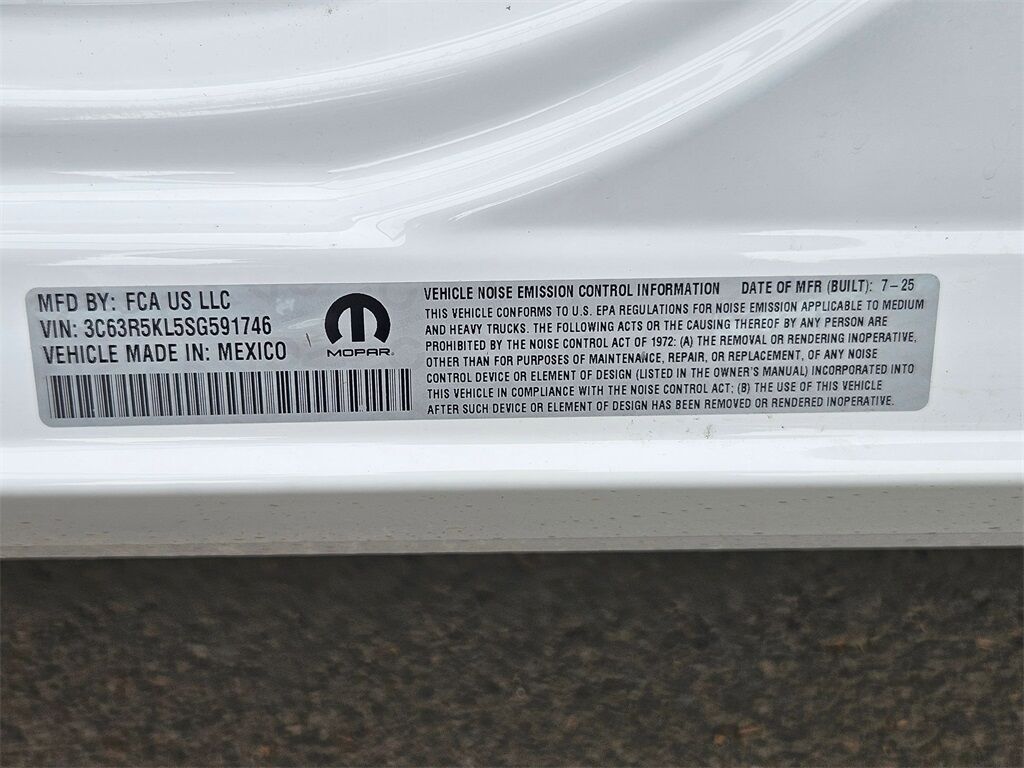 MFD BY: FCA US LLC
VIN: 3C63R5KL5SG591746
VEHICLE MADE IN: MEXICO
MOPAR®
VEHICLE NOISE EMISSION CONTROL INFORMATION DATE OF MFR (BUILT): 7-25
THIS VEHICLE CONFORMS TO U.S. EPA REGULATIONS FOR NOISE EMISSION APPLICABLE TO MEDIUM
AND HEAVY TRUCKS. THE FOLLOWING ACTS OR THE CAUSING THEREOF BY ANY PERSON ARE
PROHIBITED BY THE NOISE CONTROL ACT OF 1972: (A) THE REMOVAL OR RENDERING INOPERATIVE,
OTHER THAN FOR PURPOSES OF MAINTENANCE, REPAIR, OR REPLACEMENT, OF ANY NOISE
CONTROL DEVICE OR ELEMENT OF DESIGN (LISTED IN THE OWNER'S MANUAL) INCORPORATED INTO
THIS VEHICLE IN COMPLIANCE WITH THE NOISE CONTROL ACT; (B) THE USE OF THIS VEHICLE
AFTER SUCH DEVICE OR ELEMENT OF DESIGN HAS BEEN REMOVED OR RENDERED INOPERATIVE.